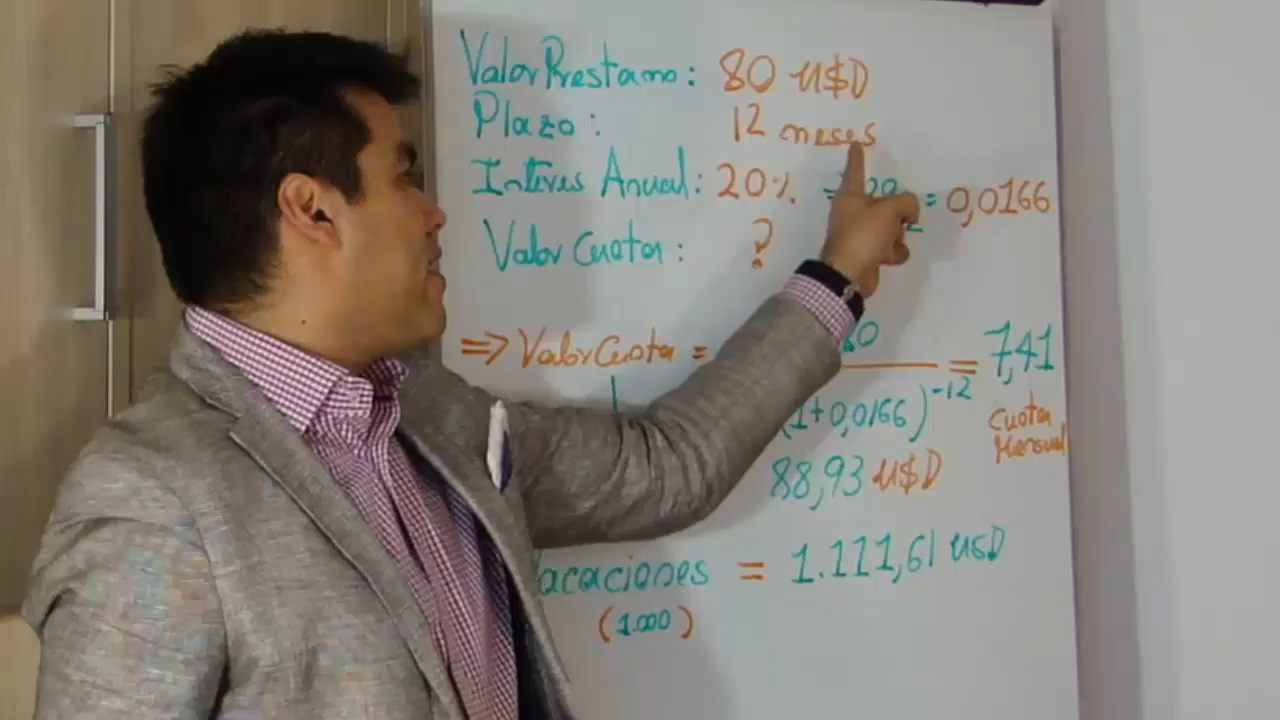 Valor Prestamo: 80 U$D
Plazo: 12 meses
Interes Anual: 20% = 0,0166
Valor Cuota: ?
⇒ Valor Cuota = = 7,41
(1+0,0166)^-12
Cuota
Mensual
88,93 U$D
acaciones = 1.111,61 USD
(1.000)